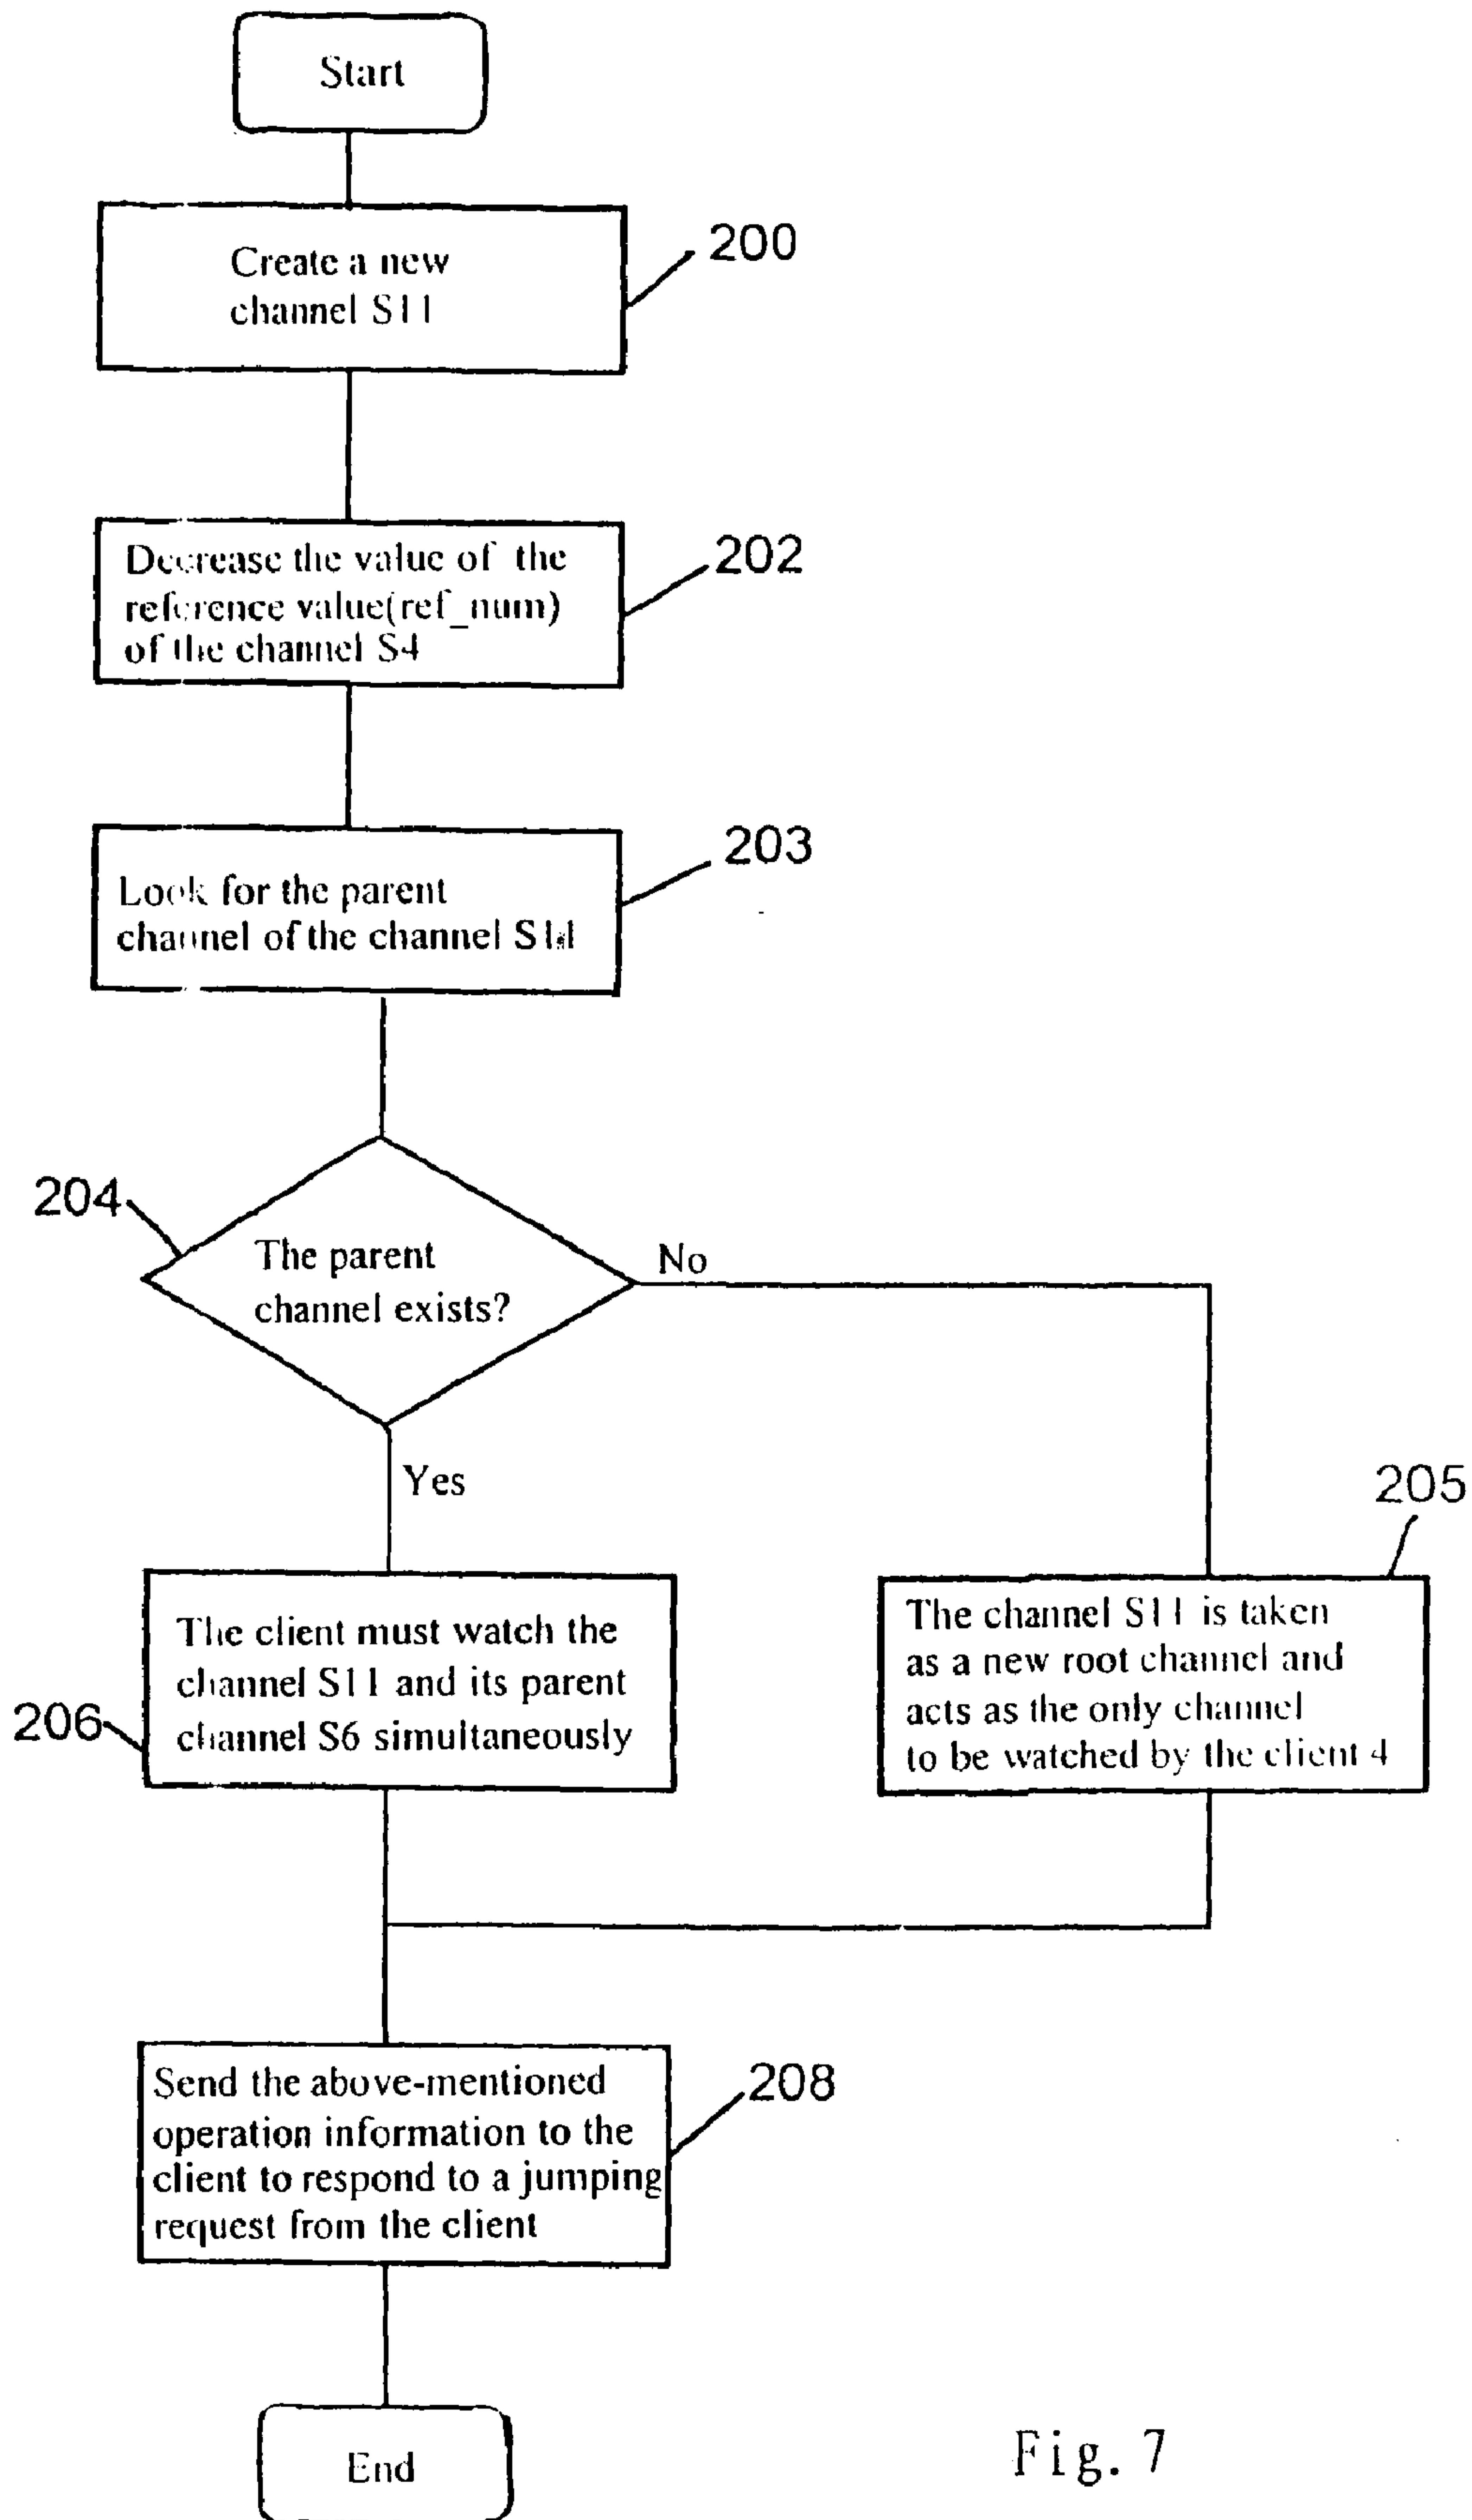 Start
Create a new
channel S11
200
Decrease the value of the
reference value(ref_num)
of the channel S4
202
Look for the parent
channel of the channel S11
203
204
The parent
channel exists?
No
Yes
205
The client must watch the
channel S11 and its parent
channel S6 simultaneously
206
The channel S11 is taken
as a new root channel and
acts as the only channel
to be watched by the client 4
Send the above-mentioned
operation information to the
client to respond to a jumping
request from the client
208
End
Fig. 7